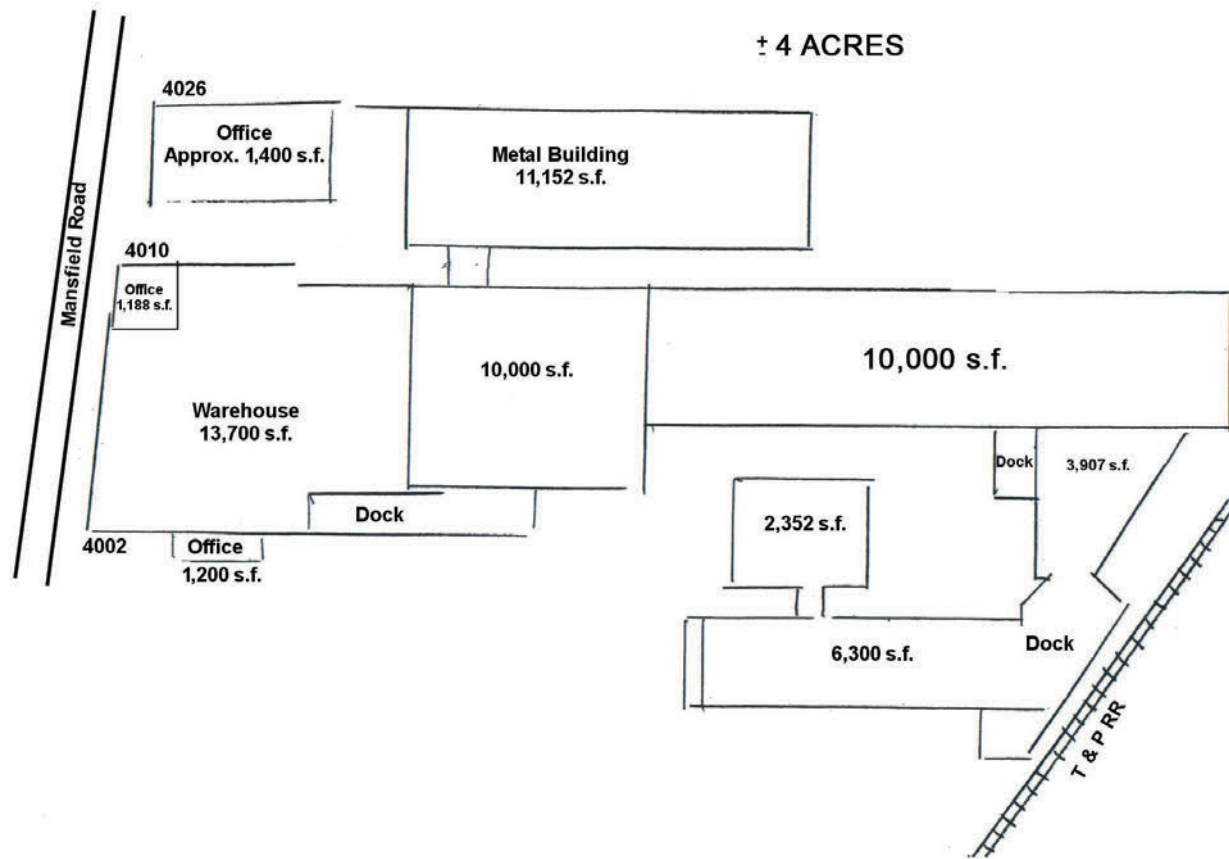 ± 4 ACRES
4026
Office
Approx. 1,400 s.f.
Metal Building
11,152 s.f.
Mansfield Road
4010
Office
1,188 s.f.
10,000 s.f.
10,000 s.f.
Warehouse
13,700 s.f.
Dock
3,907 s.f.
Dock
2,352 s.f.
4002
Office
1,200 s.f.
6,300 s.f.
Dock
T & P RR